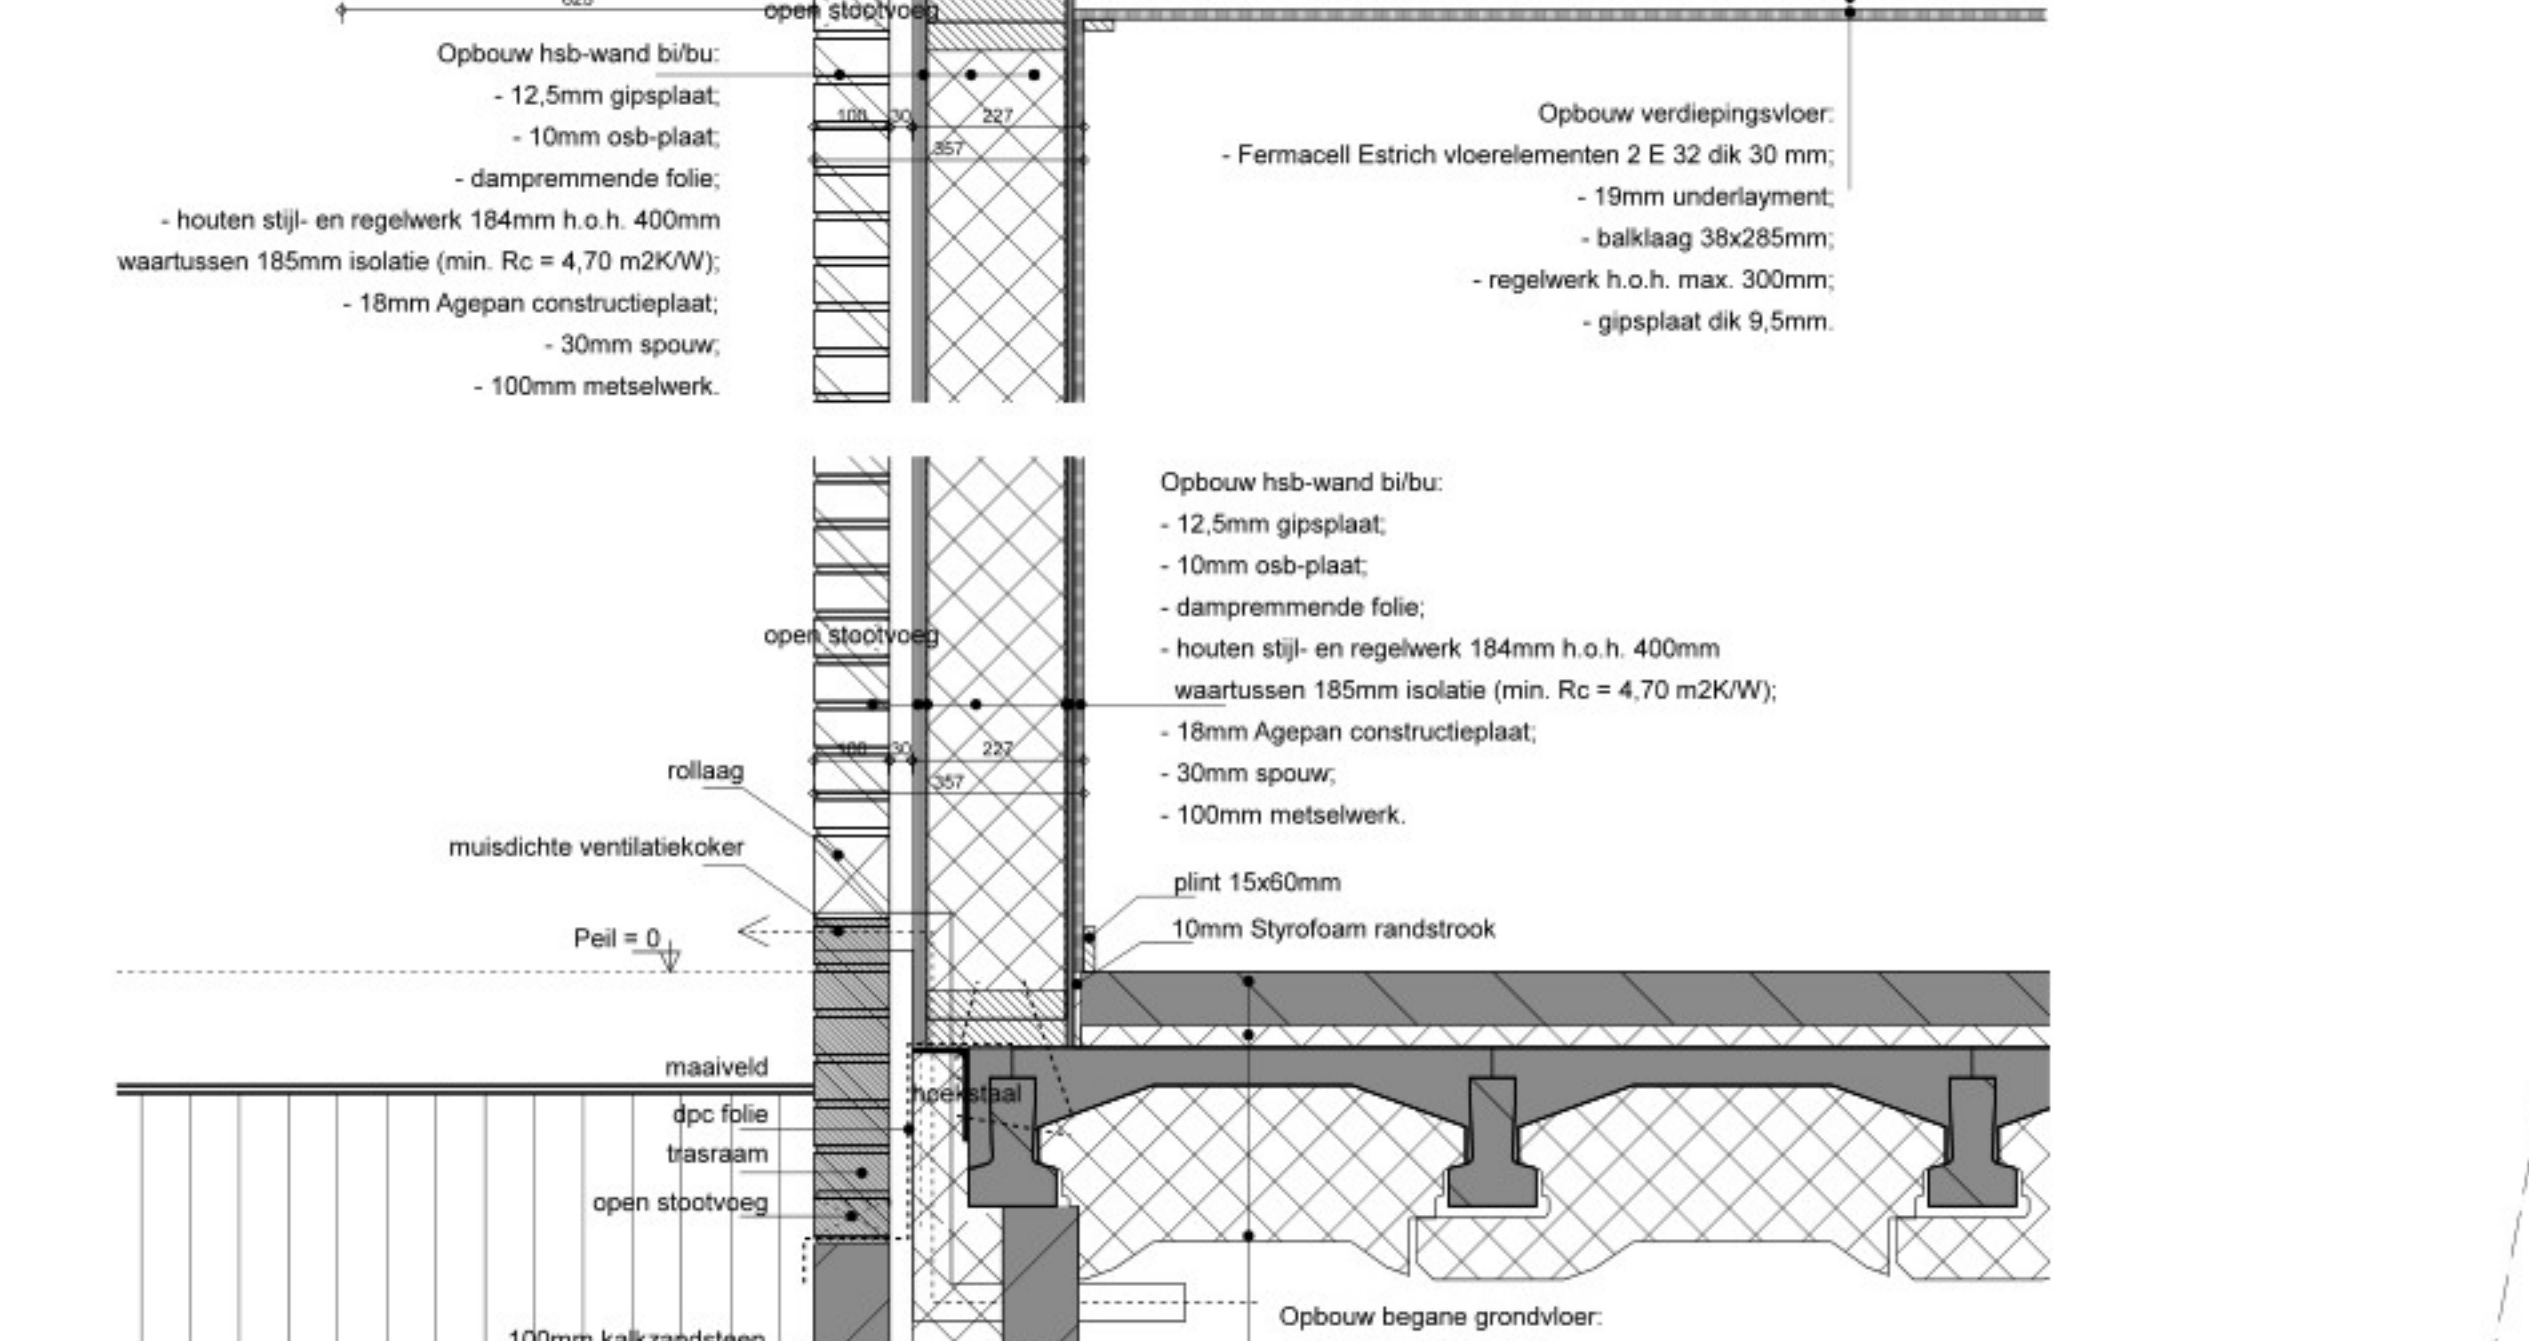 open stootvoeg
Opbouw hsb-wand bi/bu:
- 12,5mm gipsplaat;
- 10mm osb-plaat;
- dampremmende folie;
- houten stijl- en regelwerk 184mm h.o.h. 400mm
waartussen 185mm isolatie (min. Rc = 4,70 m2K/W);
- 18mm Agepan constructieplaat;
- 30mm spouw;
- 100mm metselwerk.
100 30 227
357
Opbouw verdiepingsvloer:
- Fermacell Estrich vloerelementen 2 E 32 dik 30 mm;
- 19mm underlayment;
- balklaag 38x285mm;
- regelwerk h.o.h. max. 300mm;
- gipsplaat dik 9,5mm.
Opbouw hsb-wand bi/bu:
- 12,5mm gipsplaat;
- 10mm osb-plaat;
- dampremmende folie;
- houten stijl- en regelwerk 184mm h.o.h. 400mm
waartussen 185mm isolatie (min. Rc = 4,70 m2K/W);
- 18mm Agepan constructieplaat;
- 30mm spouw;
- 100mm metselwerk.
open stootvoeg
100 30 227
357
rollaag
muisdichte ventilatiekoker
Peil = 0
plint 15x60mm
10mm Styrofoam randstrook
maaiveld
hoekstaal
dpc folie
trasraam
open stootvoeg
Opbouw begane grondvloer:
100mm kalkzandsteen